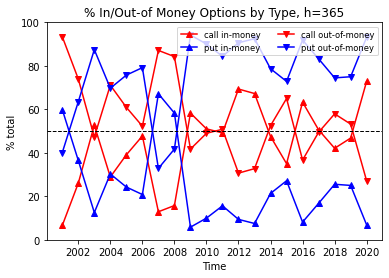 % In/Out-of Money Options by Type, h=365
call in-money
put in-money
call out-of-money
put out-of-money
% total
100
80
60
40
20
0
2002 2004 2006 2008 2010 2012 2014 2016 2018 2020
Time